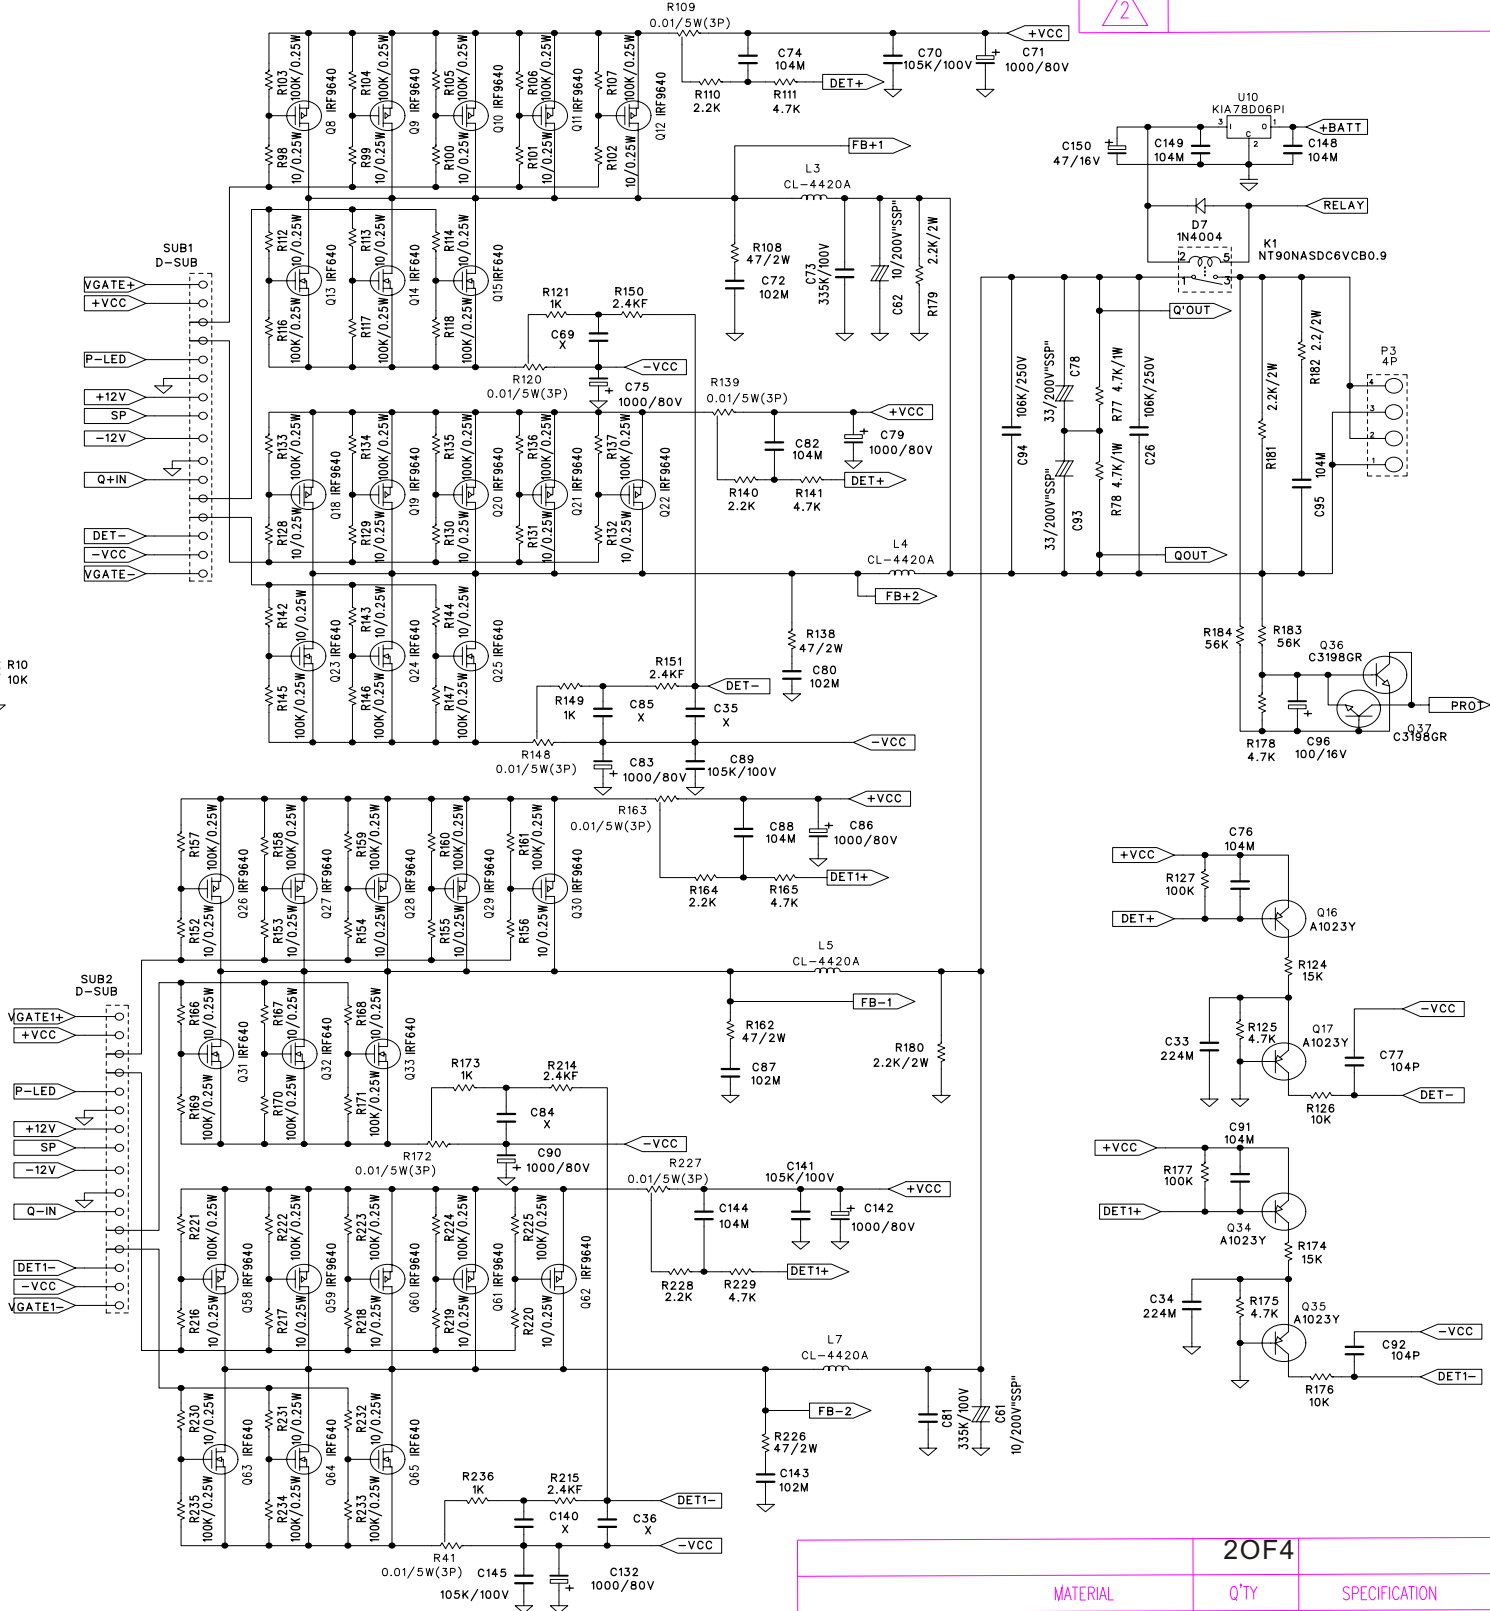 R109
0.01/5W(3P)
2
+VCC
R103
100K/0.25W
IRF9640
R104
100K/0.25W
IRF9640
R105
100K/0.25W
IRF9640
R106
100K/0.25W
IRF9640
R107
100K/0.25W
IRF9640
C74
104M
C70
105K/100V
C71
1000/80V
R110
2.2K
R111
4.7K
DET+
Q8
Q9
Q10
Q11
Q12
R98
10/0.25W
R99
10/0.25W
R100
10/0.25W
R101
10/0.25W
R102
10/0.25W
FB+1
U10
KIA78D06PI
3 I O 1
C
2
+BATT
C150
47/16V
C149
104M
C148
104M
L3
CL-4420A
RELAY
D7
1N4004
K1
NT90NASDC6VCB0.9
2 5
1 3
SUB1
D-SUB
VGATE+
+VCC
P-LED
+12V
SP
-12V
Q+IN
DET-
-VCC
VGATE-
R112
10/0.25W
R113
10/0.25W
R114
10/0.25W
Q13 IRF640
Q14 IRF640
Q15 IRF640
R116
100K/0.25W
R117
100K/0.25W
R118
100K/0.25W
R108
47/2W
C72
102M
C73
335K/100V
C62
10/200V"SSP"
R179
2.2K/2W
R121
1K
R150
2.4KF
C69
X
-VCC
R120
0.01/5W(3P)
C75
1000/80V
R139
0.01/5W(3P)
+VCC
Q'OUT
C94
106K/250V
33/200V"SSP"
C78
33/200V"SSP"
C93
R77 4.7K/1W
R78 4.7K/1W
C26
106K/250V
R181
2.2K/2W
R182 2.2/2W
C95
104M
P3
4P
4
3
2
1
QOUT
R133
100K/0.25W
R134
100K/0.25W
R135
100K/0.25W
R136
100K/0.25W
R137
100K/0.25W
Q18 IRF9640
Q19 IRF9640
Q20 IRF9640
Q21 IRF9640
Q22 IRF9640
R128
10/0.25W
R129
10/0.25W
R130
10/0.25W
R131
10/0.25W
R132
10/0.25W
C82
104M
C79
1000/80V
R140
2.2K
R141
4.7K
DET+
L4
CL-4420A
FB+2
R142
10/0.25W
R143
10/0.25W
R144
10/0.25W
Q23 IRF640
Q24 IRF640
Q25 IRF640
R145
100K/0.25W
R146
100K/0.25W
R147
100K/0.25W
R138
47/2W
C80
102M
R10
10K
R151
2.4KF
R149
1K
C85
X
C35
X
DET-
-VCC
R148
0.01/5W(3P)
C83
1000/80V
C89
105K/100V
R184
56K
R183
56K
Q36
C3198GR
R178
4.7K
C96
100/16V
Q37
C3198GR
PROT
R157
100K/0.25W
R158
100K/0.25W
R159
100K/0.25W
R160
100K/0.25W
R161
100K/0.25W
Q26 IRF9640
Q27 IRF9640
Q28 IRF9640
Q29 IRF9640
Q30 IRF9640
R152
10/0.25W
R153
10/0.25W
R154
10/0.25W
R155
10/0.25W
R156
10/0.25W
R163
0.01/5W(3P)
+VCC
C88
104M
C86
1000/80V
R164
2.2K
R165
4.7K
DET1+
+VCC
DET+
R127
100K
C76
104M
Q16
A1023Y
R124
15K
C33
224M
R125
4.7K
Q17
A1023Y
-VCC
C77
104P
R126
10K
DET-
L5
CL-4420A
FB-1
R162
47/2W
C87
102M
R180
2.2K/2W
SUB2
D-SUB
VGATE1+
+VCC
P-LED
+12V
SP
-12V
Q-IN
DET1-
-VCC
VGATE1-
R166
10/0.25W
R167
10/0.25W
R168
10/0.25W
Q31 IRF640
Q32 IRF640
Q33 IRF640
R169
100K/0.25W
R170
100K/0.25W
R171
100K/0.25W
R173
1K
R214
2.4KF
C84
X
-VCC
R172
0.01/5W(3P)
C90
1000/80V
R227
0.01/5W(3P)
C141
105K/100V
+VCC
C144
104M
C142
1000/80V
R228
2.2K
R229
4.7K
DET1+
R221
100K/0.25W
R222
100K/0.25W
R223
100K/0.25W
R224
100K/0.25W
R225
100K/0.25W
Q58 IRF9640
Q59 IRF9640
Q60 IRF9640
Q61 IRF9640
Q62 IRF9640
R216
10/0.25W
R217
10/0.25W
R218
10/0.25W
R219
10/0.25W
R220
10/0.25W
+VCC
DET1+
R177
100K
C91
104M
Q34
A1023Y
R174
15K
C34
224M
R175
4.7K
Q35
A1023Y
-VCC
C92
104P
R176
10K
DET1-
L7
CL-4420A
FB-2
R226
47/2W
C143
102M
C81
335K/100V
C61
10/200V"SSP"
R230
10/0.25W
R231
10/0.25W
R232
10/0.25W
Q63 IRF640
Q64 IRF640
Q65 IRF640
R235
100K/0.25W
R234
100K/0.25W
R233
100K/0.25W
R236
1K
R215
2.4KF
C140
X
C36
X
DET1-
-VCC
R41
0.01/5W(3P)
C145
105K/100V
C132
1000/80V
2OF4
MATERIAL Q'TY SPECIFICATION